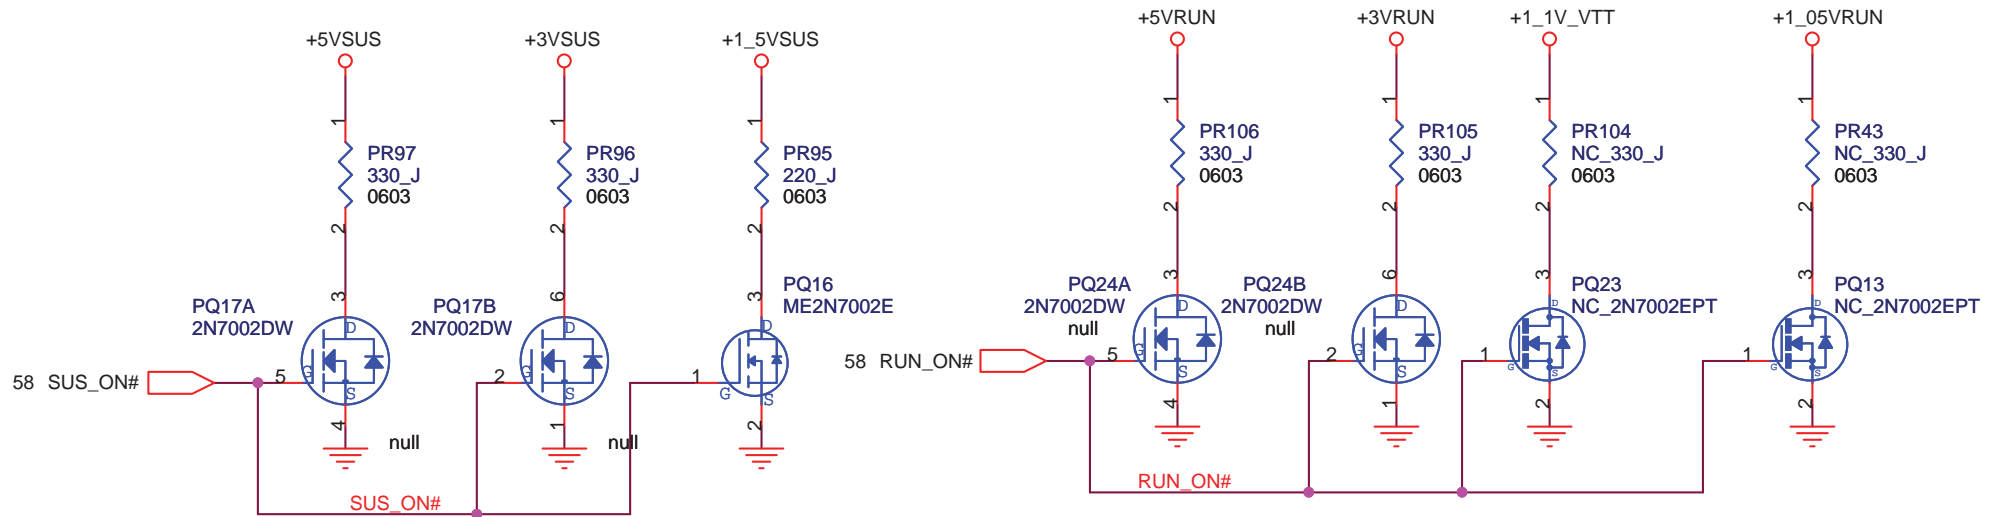 +5VSUS
+3VSUS
+1_5VSUS
+5VRUN
+3VRUN
+1_1V_VTT
+1_05VRUN
1
PR97
330_J
0603
2
1
PR96
330_J
0603
2
1
PR95
220_J
0603
2
1
PR106
330_J
0603
2
1
PR105
330_J
0603
2
1
PR104
NC_330_J
0603
2
1
PR43
NC_330_J
0603
2
PQ17A
2N7002DW
3
D
G
S
5
4
null
PQ17B
2N7002DW
6
D
G
S
2
1
null
PQ16
ME2N7002E
3
D
G
S
1
2
58 SUS_ON#
SUS_ON#
PQ24A
2N7002DW
null
3
D
G
S
5
4
PQ24B
2N7002DW
null
6
D
G
S
2
1
PQ23
NC_2N7002EPT
3
D
G
S
1
2
PQ13
NC_2N7002EPT
3
D
G
S
1
2
58 RUN_ON#
RUN_ON#